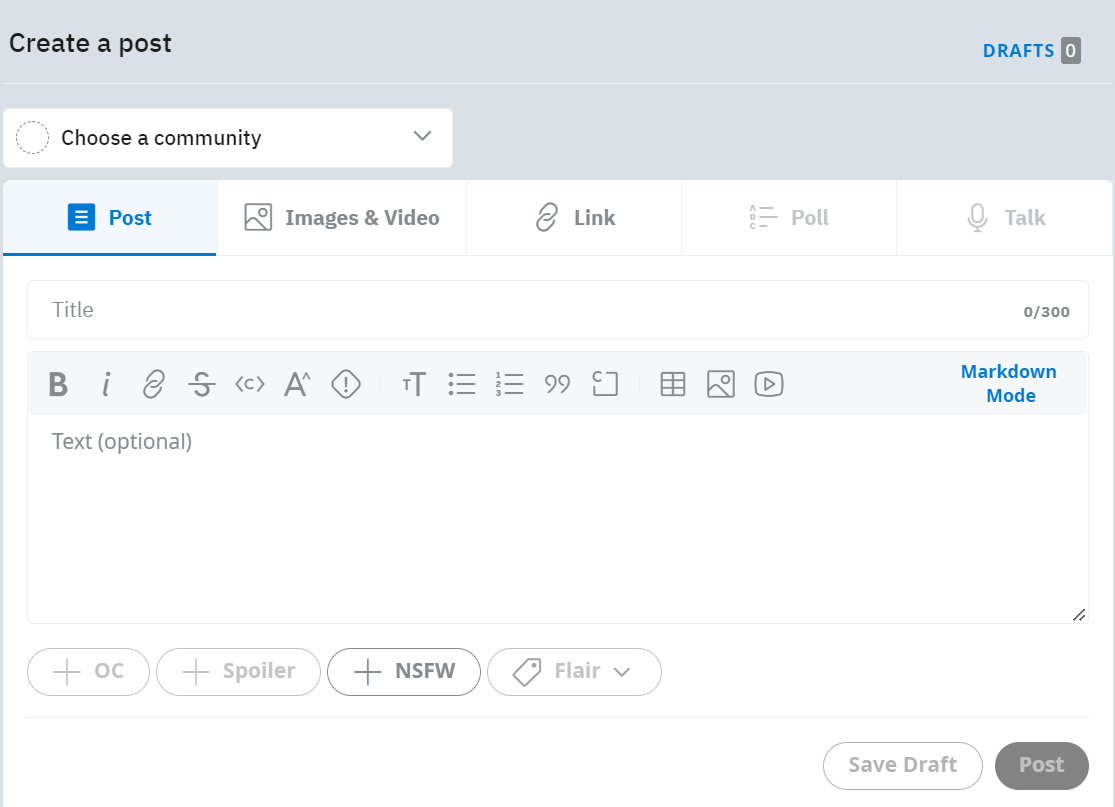 Create a post
DRAFTS 0
Choose a community
Post
Images & Video
Link
Poll
Talk
Title
0/300
Markdown
Mode
Text (optional)
OC
Spoiler
NSFW
Flair
Save Draft
Post